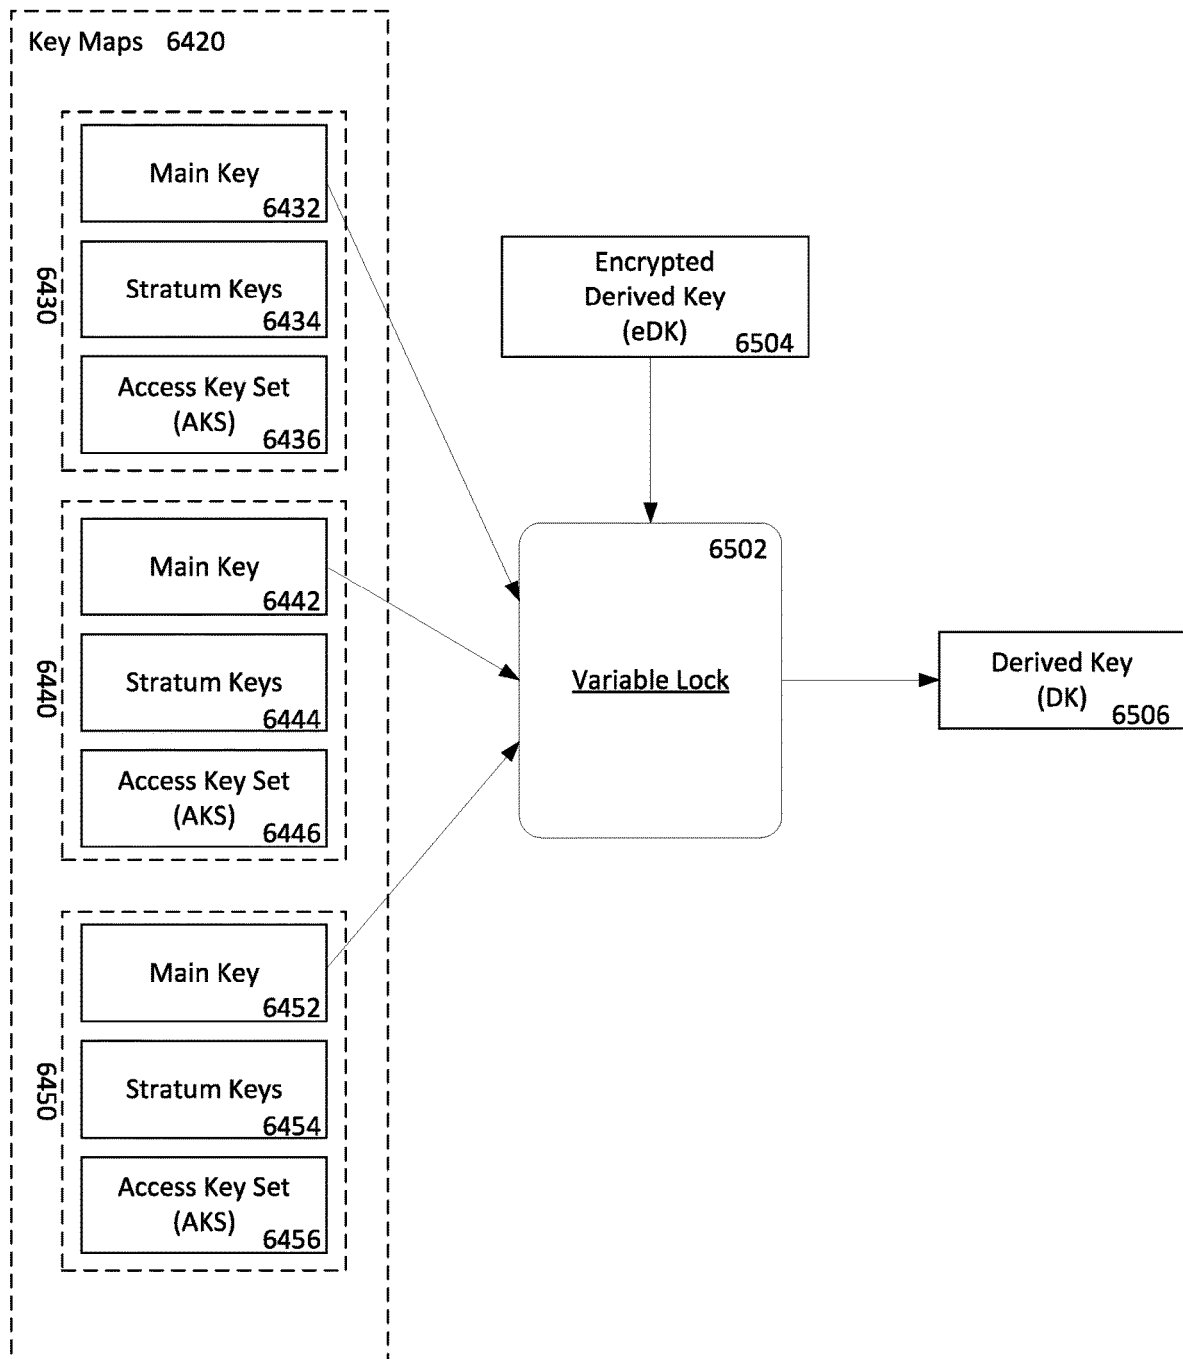 Key Maps 6420
6430
Main Key
6432
Stratum Keys
6434
Access Key Set
(AKS)
6436
6440
Main Key
6442
Stratum Keys
6444
Access Key Set
(AKS)
6446
6450
Main Key
6452
Stratum Keys
6454
Access Key Set
(AKS)
6456
Encrypted
Derived Key
(eDK)
6504
6502
Variable Lock
Derived Key
(DK)
6506